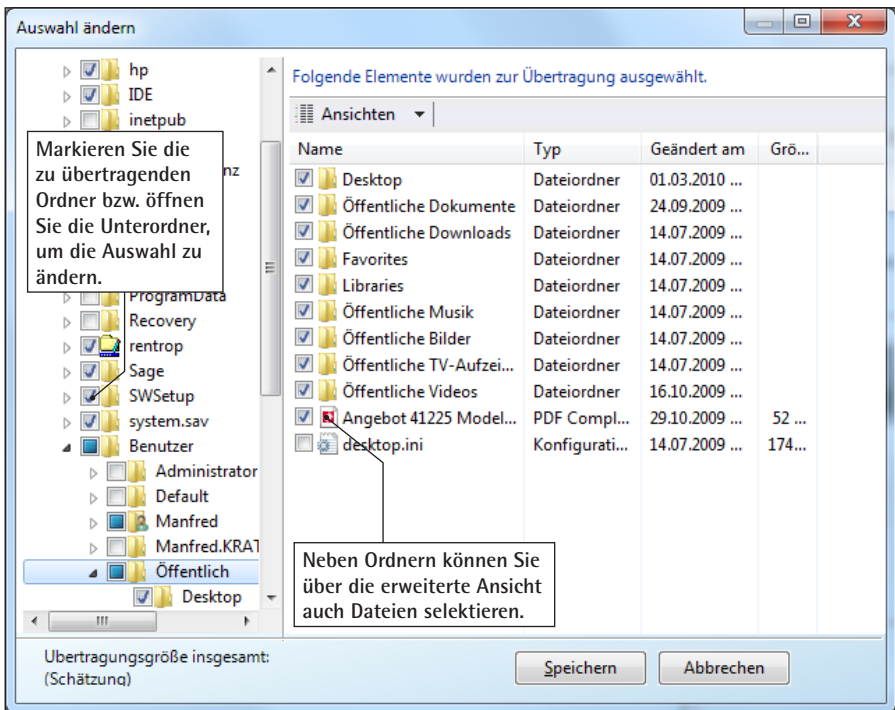 Auswahl ändern
hp
IDE
inetpub
Markieren Sie die
zu übertragenden
Ordner bzw. öffnen
Sie die Unterordner,
um die Auswahl zu
ändern.
nz
ProgramData
Recovery
rentrop
Sage
SWSetup
system.sav
Benutzer
Administrator
Default
Manfred
Manfred.KRAT
Öffentlich
Desktop
Folgende Elemente wurden zur Übertragung ausgewählt.
Ansichten
Name Typ Geändert am Grö...
Desktop Dateiordner 01.03.2010 ...
Öffentliche Dokumente Dateiordner 24.09.2009 ...
Öffentliche Downloads Dateiordner 14.07.2009 ...
Favorites Dateiordner 14.07.2009 ...
Libraries Dateiordner 14.07.2009 ...
Öffentliche Musik Dateiordner 14.07.2009 ...
Öffentliche Bilder Dateiordner 14.07.2009 ...
Öffentliche TV-Aufzei... Dateiordner 14.07.2009 ...
Öffentliche Videos Dateiordner 16.10.2009 ...
Angebot 41225 Model... PDF Compl... 29.10.2009 ... 52 ...
desktop.ini Konfigurati... 14.07.2009 ... 174...
Neben Ordnern können Sie
über die erweiterte Ansicht
auch Dateien selektieren.
Übertragungsgröße insgesamt:
(Schätzung)
Speichern Abbrechen